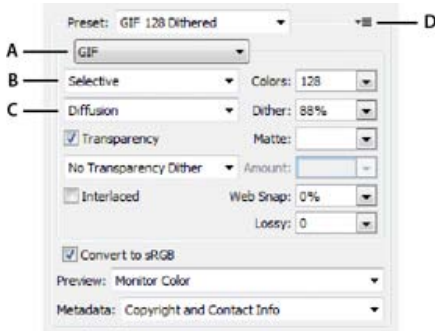 Preset: GIF 128 Dithered
D
A
GIF
B
Selective Colors: 128
C
Diffusion Dither: 88%
Transparency Matte:
No Transparency Dither Amount:
Interlaced Web Snap: 0%
Lossy: 0
Convert to sRGB
Preview: Monitor Color
Metadata: Copyright and Contact Info